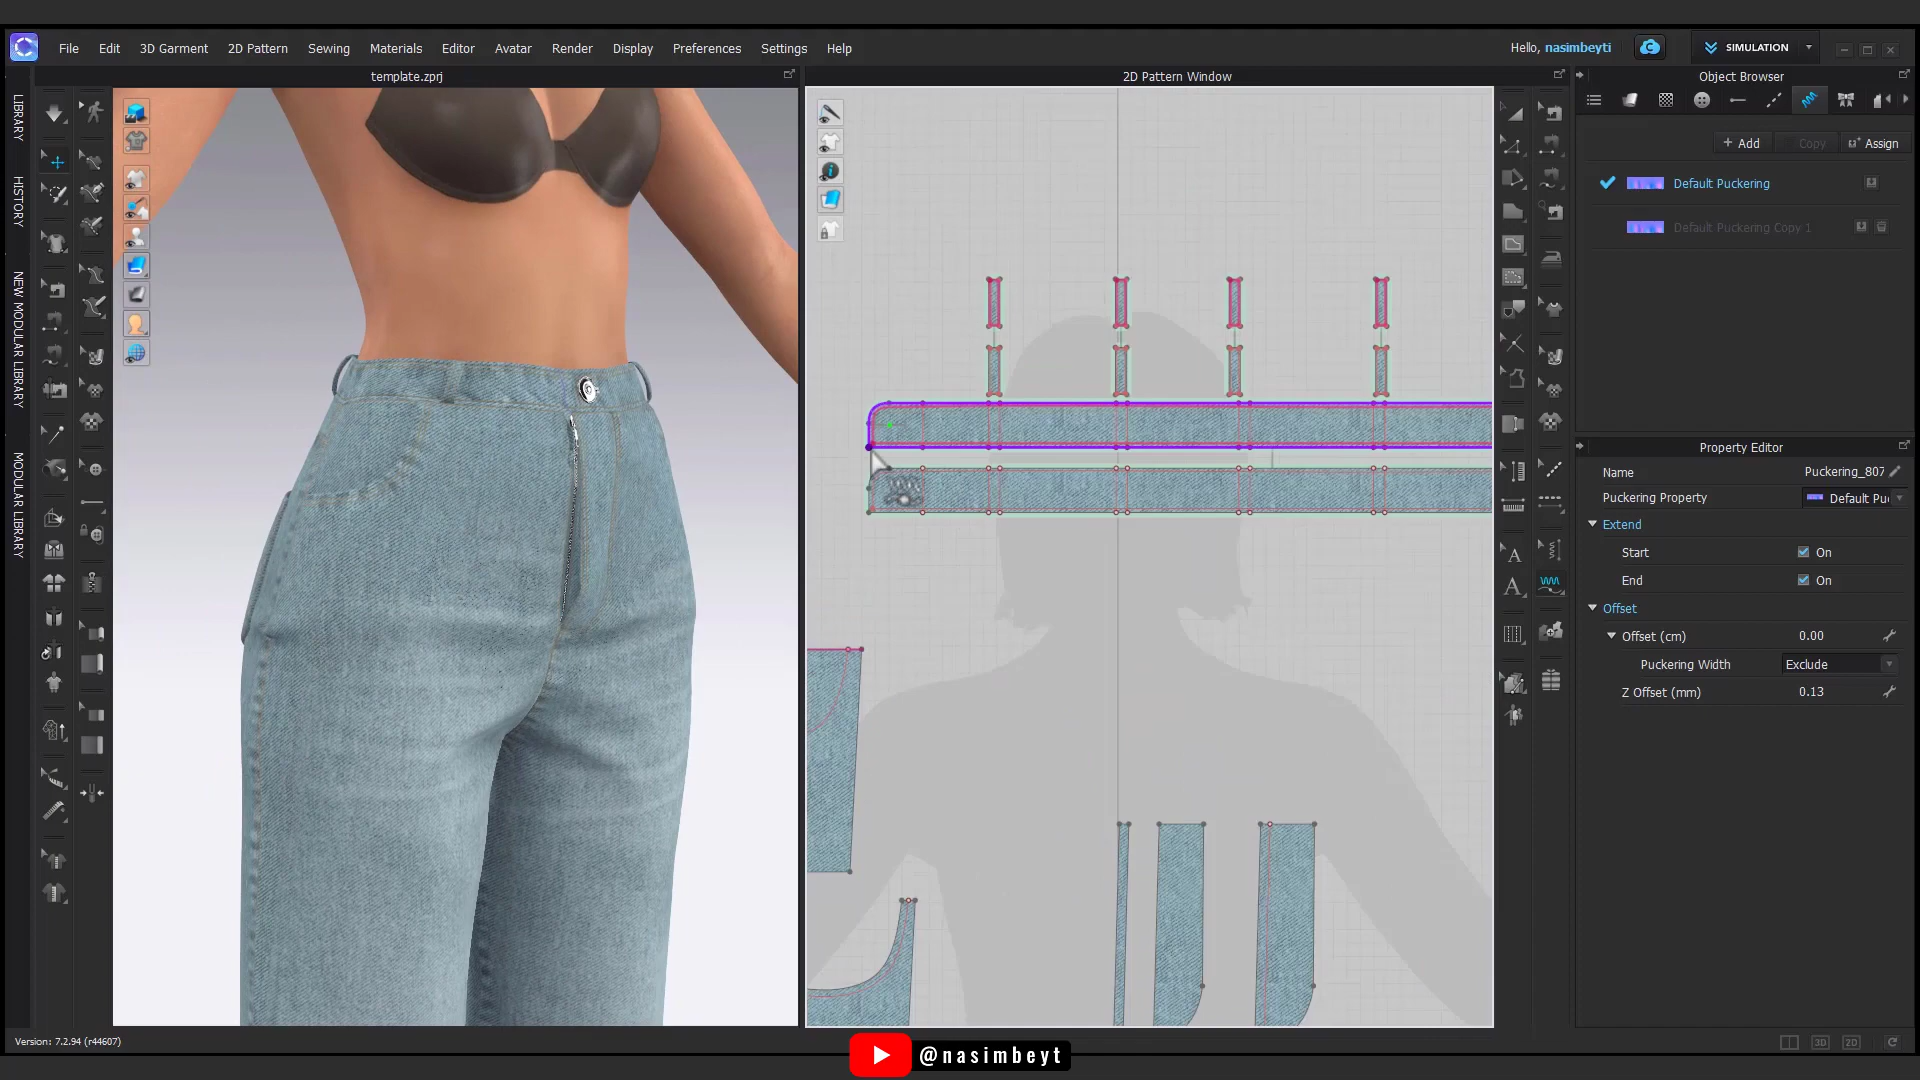 File Edit 3D Garment 2D Pattern Sewing Materials Editor Avatar Render Display Preferences Settings Help
Hello, nasimbeyti
SIMULATION
template.zprj
2D Pattern Window
Object Browser
LIBRARY
HISTORY
NEW MODULAR LIBRARY
MODULAR LIBRARY
+ Add
Copy
Assign
Default Puckering
Default Puckering Copy 1
Property Editor
Name Puckering_807
Puckering Property Default Puc
Extend
Start On
End On
Offset
Offset (cm) 0.00
Puckering Width Exclude
Z Offset (mm) 0.13
Version: 7.2.94 (r44607)
3D
2D
@nasimbeyt